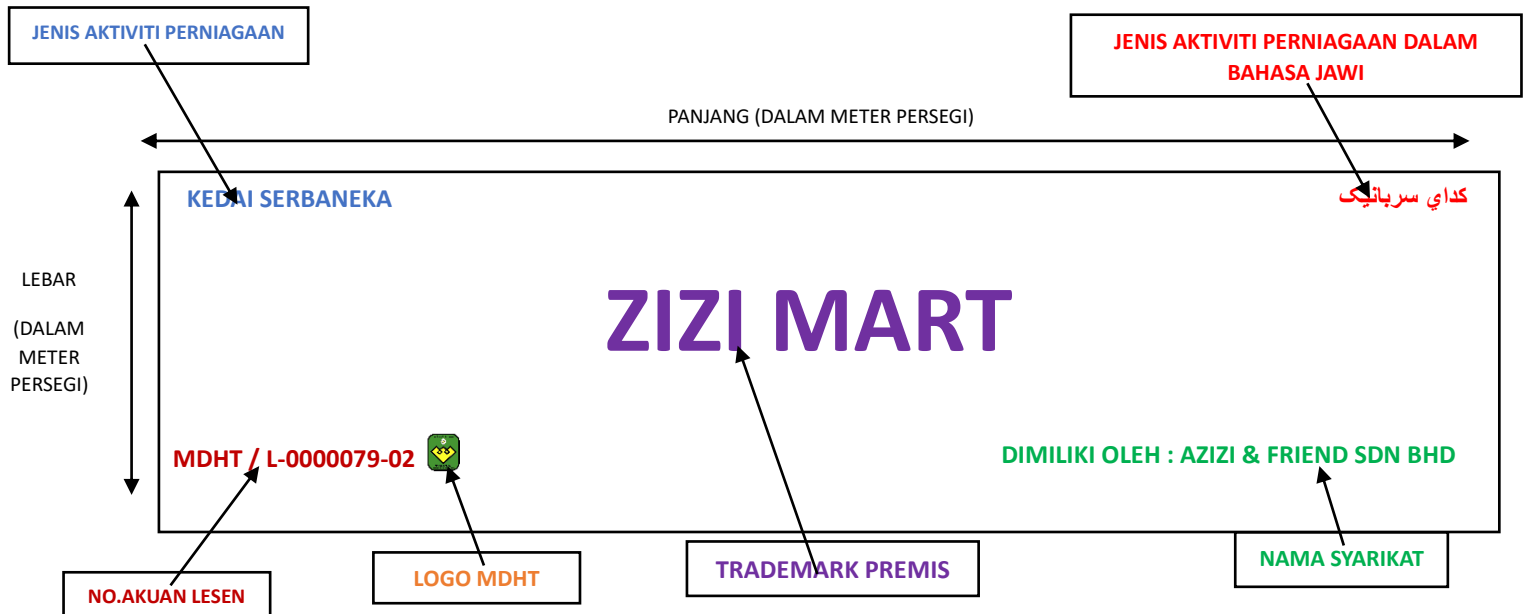 JENIS AKTIVITI PERNIAGAAN
JENIS AKTIVITI PERNIAGAAN DALAM
BAHASA JAWI
PANJANG (DALAM METER PERSEGI)
KEDAI SERBANEKA
کداي سربانيک
LEBAR
(DALAM
METER
PERSEGI)
ZIZI MART
MDHT / L-0000079-02
DIMILIKI OLEH : AZIZI & FRIEND SDN BHD
NO.AKUAN LESEN
LOGO MDHT
TRADEMARK PREMIS
NAMA SYARIKAT